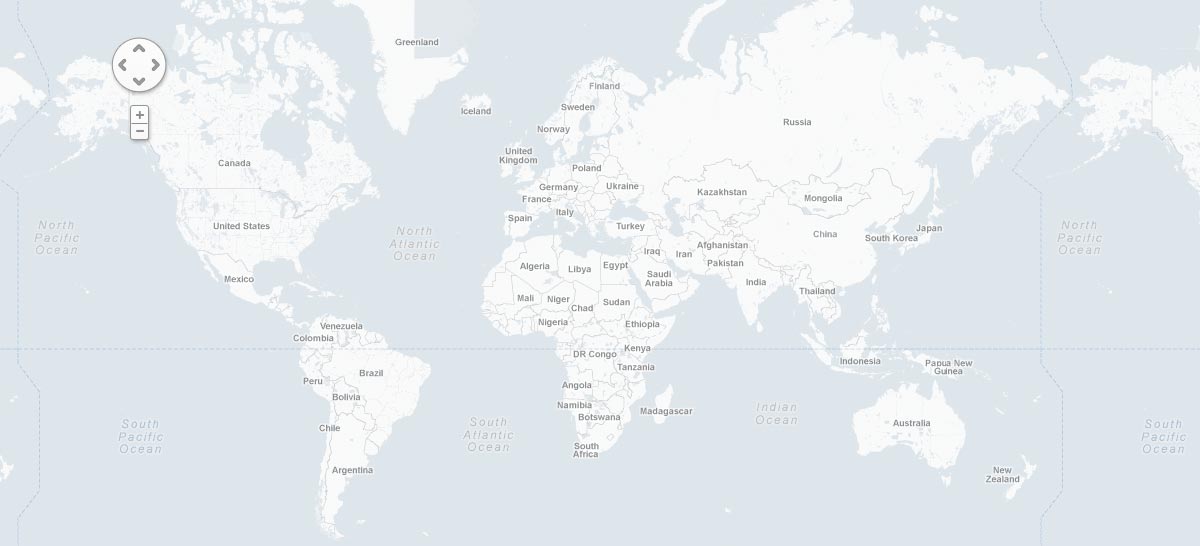 Greenland
Finland
Iceland
Sweden
Russia
Norway
+
−
United
Kingdom
Canada
Poland
Germany
Ukraine
Kazakhstan
Mongolia
France
Italy
Spain
United States
Turkey
North
Pacific
Ocean
North
Atlantic
Ocean
China
South Korea
Japan
North
Pacific
Ocean
Iraq
Iran
Afghanistan
Pakistan
Algeria
Libya
Egypt
Saudi
Arabia
India
Mexico
Thailand
Mali
Niger
Chad
Sudan
Nigeria
Ethiopia
Venezuela
Colombia
DR Congo
Kenya
Tanzania
Indonesia
Papua New
Guinea
Brazil
Peru
Bolivia
Angola
Namibia
Botswana
Madagascar
Indian
Ocean
Chile
South
Pacific
Ocean
South
Atlantic
Ocean
Australia
South
Pacific
Ocean
South
Africa
Argentina
New
Zealand